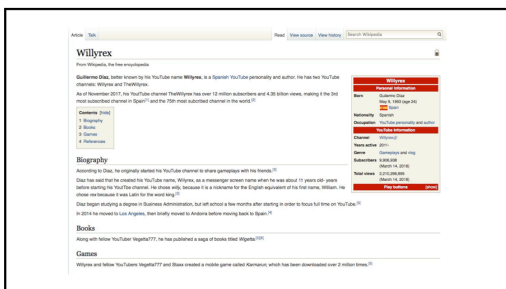 Article Talk Read View source View history Search Wikipedia
Willyrex
From Wikipedia, the free encyclopedia
Guillermo Díaz, better known by his YouTube name Willyrex, is a Spanish YouTube personality and author. He has two YouTube
channels: Willyrex and TheWillyrex.
As of November 2017, his YouTube channel TheWillyrex has over 12 million subscribers and 4.35 billion views, making it the 3rd
most subscribed channel in Spain[1] and the 75th most subcribed channel in the world.[2]
Contents [hide]
1 Biography
2 Books
3 Games
4 References
Willyrex
Personal information
Born Guillermo Díaz
May 9, 1993 (age 24)
Spain
Nationality Spanish
Occupation YouTube personality and author
YouTube information
Channel Willyrex
Years active 2011–
Genre Gameplays and vlog
Subscribers
(March 14, 2018)
Total views
(March 14, 2018)
Play buttons [show]
Biography
According to Díaz, he originally started his YouTube channel to share gameplays with his friends.[3]
Díaz has said that he created his YouTube name, Willyrex, as a messenger screen name when he was about 11 years old- years
before starting his YourTbe channel. He chose willy, because it is a nickname for the English equivalent of his first name, William. He
chose rex because it was Latin for the word king.[3]
Díaz began studying a degree in Business Administration, but left school a few months after starting in order to focus full time on YouTube.[3]
In 2014 he moved to Los Angeles, then briefly moved to Andorra before moving back to Spain.[4]
Books
Along with fellow YouTuber Vegetta777, he has published a saga of books titled Wigetta.[5][6]
Games
Willyrex and fellow YouTubers Vegetta777 and Staxx created a mobile game called Karmarun, which has been downloaded over 2 million times.